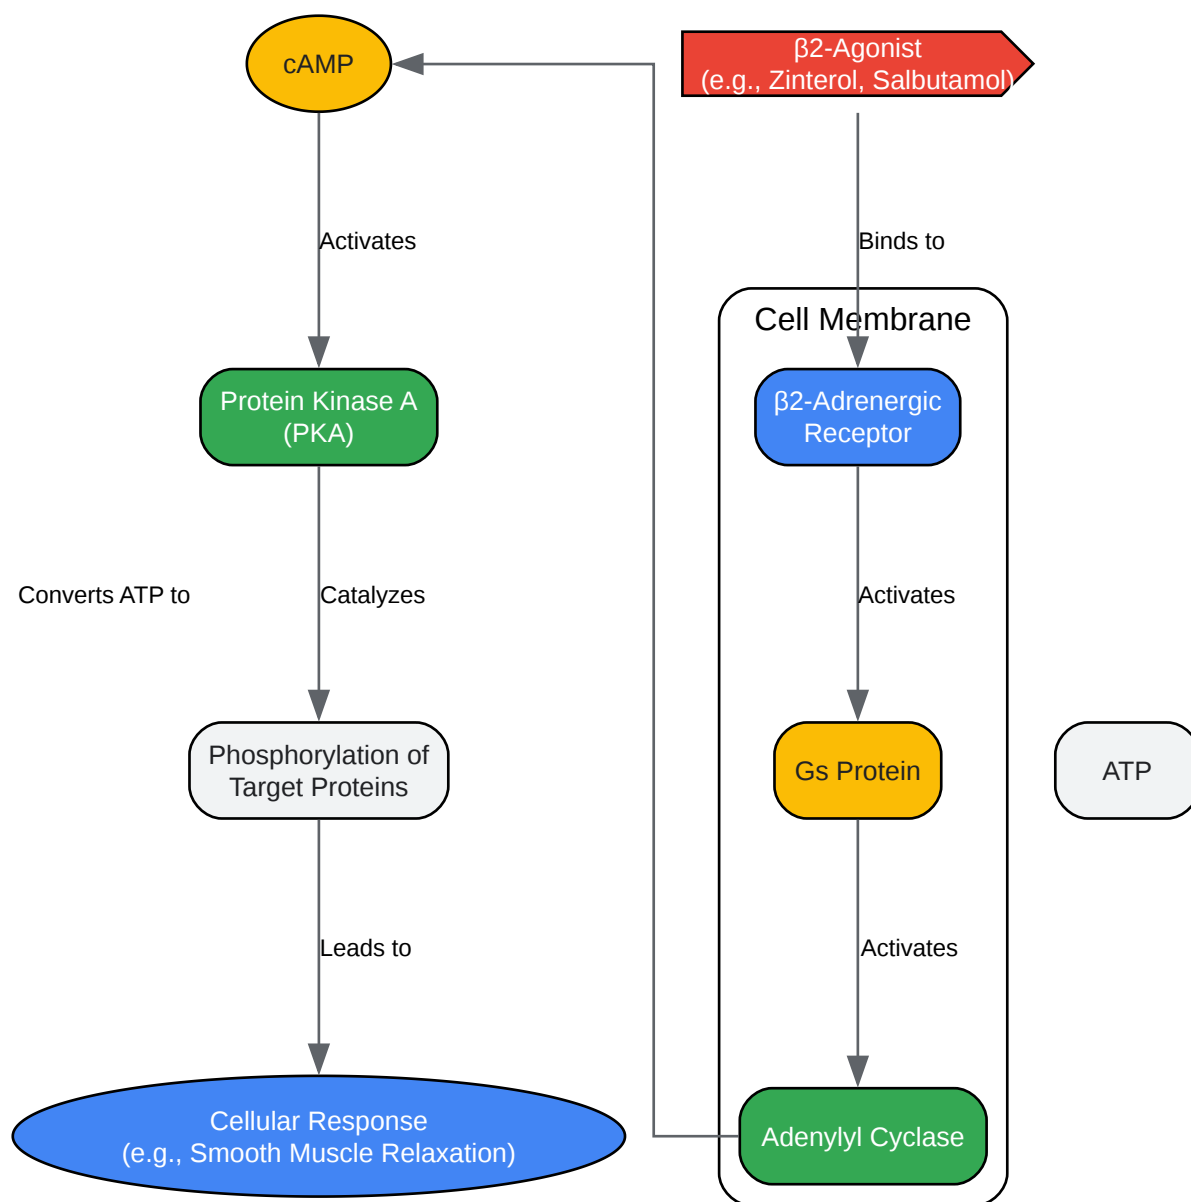 cAMP
β2-Agonist
(e.g., Zinterol, Salbutamol)
Activates
Binds to
Cell Membrane
Protein Kinase A
(PKA)
β2-Adrenergic
Receptor
Converts ATP to
Catalyzes
Activates
Phosphorylation of
Target Proteins
Gs Protein
ATP
Leads to
Activates
Cellular Response
(e.g., Smooth Muscle Relaxation)
Adenylyl Cyclase